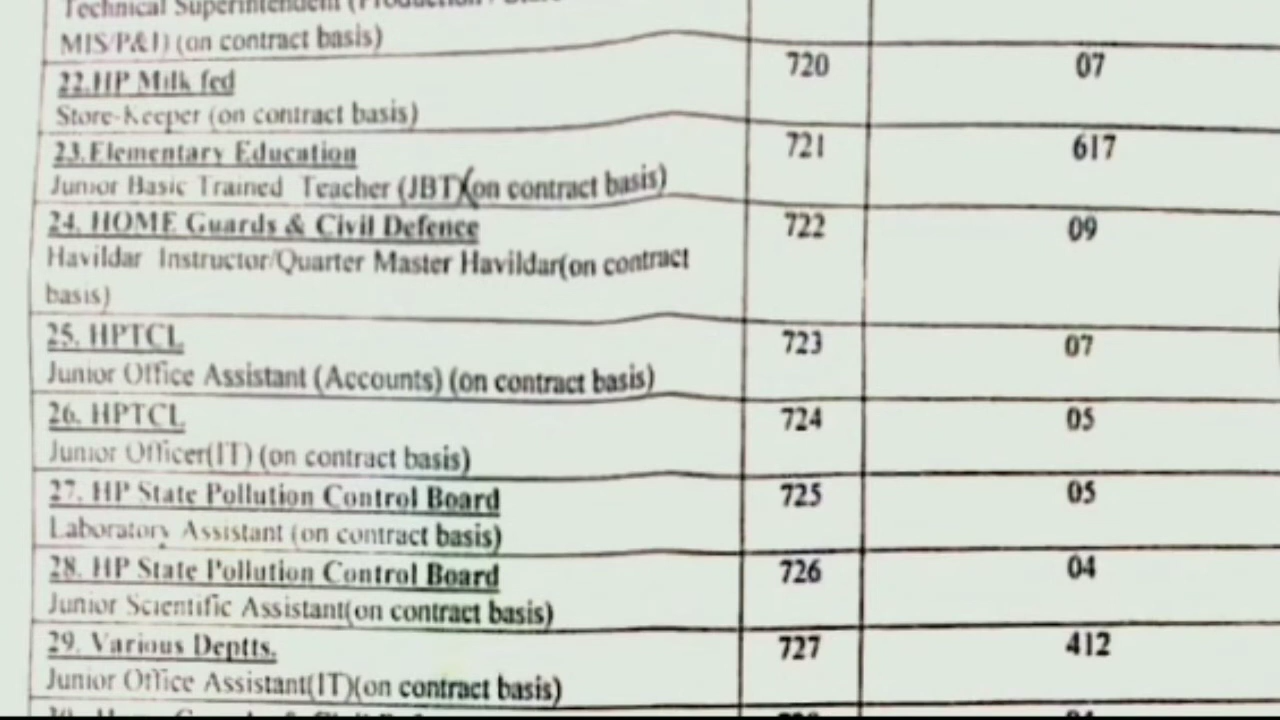 Technical Superintendent (Production / Store
MIS/P&I) (on contract basis)
22.HP Milk fed 720 07
Store-Keeper (on contract basis)
23.Elementary Education 721 617
Junior Basic Trained Teacher (JBT)(on contract basis)
24. HOME Guards & Civil Defence 722 09
Havildar Instructor/Quarter Master Havildar(on contract
basis)
25. HPTCL 723 07
Junior Office Assistant (Accounts) (on contract basis)
26. HPTCL 724 05
Junior Officer(IT) (on contract basis)
27. HP State Pollution Control Board 725 05
Laboratory Assistant (on contract basis)
28. HP State Pollution Control Board 726 04
Junior Scientific Assistant(on contract basis)
29. Various Deptts. 727 412
Junior Office Assistant(IT)(on contract basis)